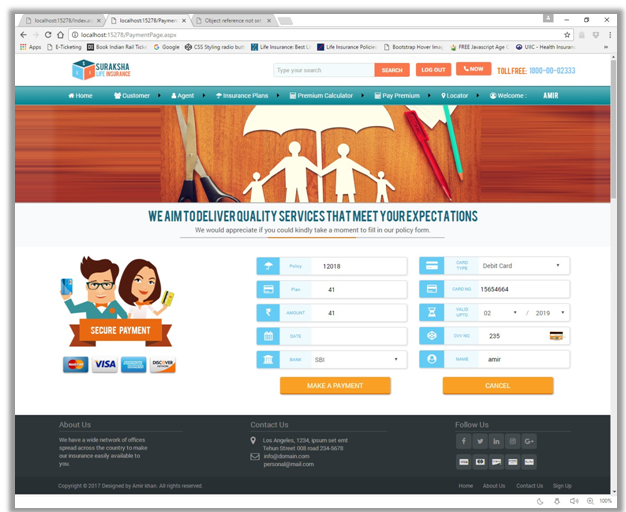 localhost:15278/Index.a
localhost:15278/Paymen
Object reference not se
localhost:15278/PaymentPage.aspx
Apps E-Ticketing Book Indian Rail Ticke Google CSS Styling radio butt Life Insurance: Best L Life Insurance Policies Bootstrap Hover Imag FREE Javascript Age UIIC - Health Insuranc
SURAKSHA
LIFE INSURANCE
Type your search SEARCH LOG OUT NOW TOLL FREE: 1800-00-02333
Home Customer Agent Insurance Plans Premium Calculator Pay Premium Locator Welcome : AMIR
WE AIM TO DELIVER QUALITY SERVICES THAT MEET YOUR EXPECTATIONS
We would appreciate if you could kindly take a moment to fill in our policy form.
Policy 12018
CARD TYPE Debit Card
Plan 41
CARD NO. 15654664
AMOUNT 41
VALID UPTO 02 / 2019
DATE
CVV NO. 235
BANK SBI
NAME amir
SECURE PAYMENT
MasterCard VISA AMERICAN EXPRESS DISCOVER
MAKE A PAYMENT CANCEL
About Us
We have a wide network of offices
spread across the country to make
our insurance easily available to
you.
Contact Us
Los Angeles, 1234, ipsum set emt
Tehun Street 008 road 234-5678
info@domain.com
personal@mail.com
Follow Us
Copyright © 2017 Designed by Amir khan. All rights reserved.
Home About Us Contact Us Sign Up
100%